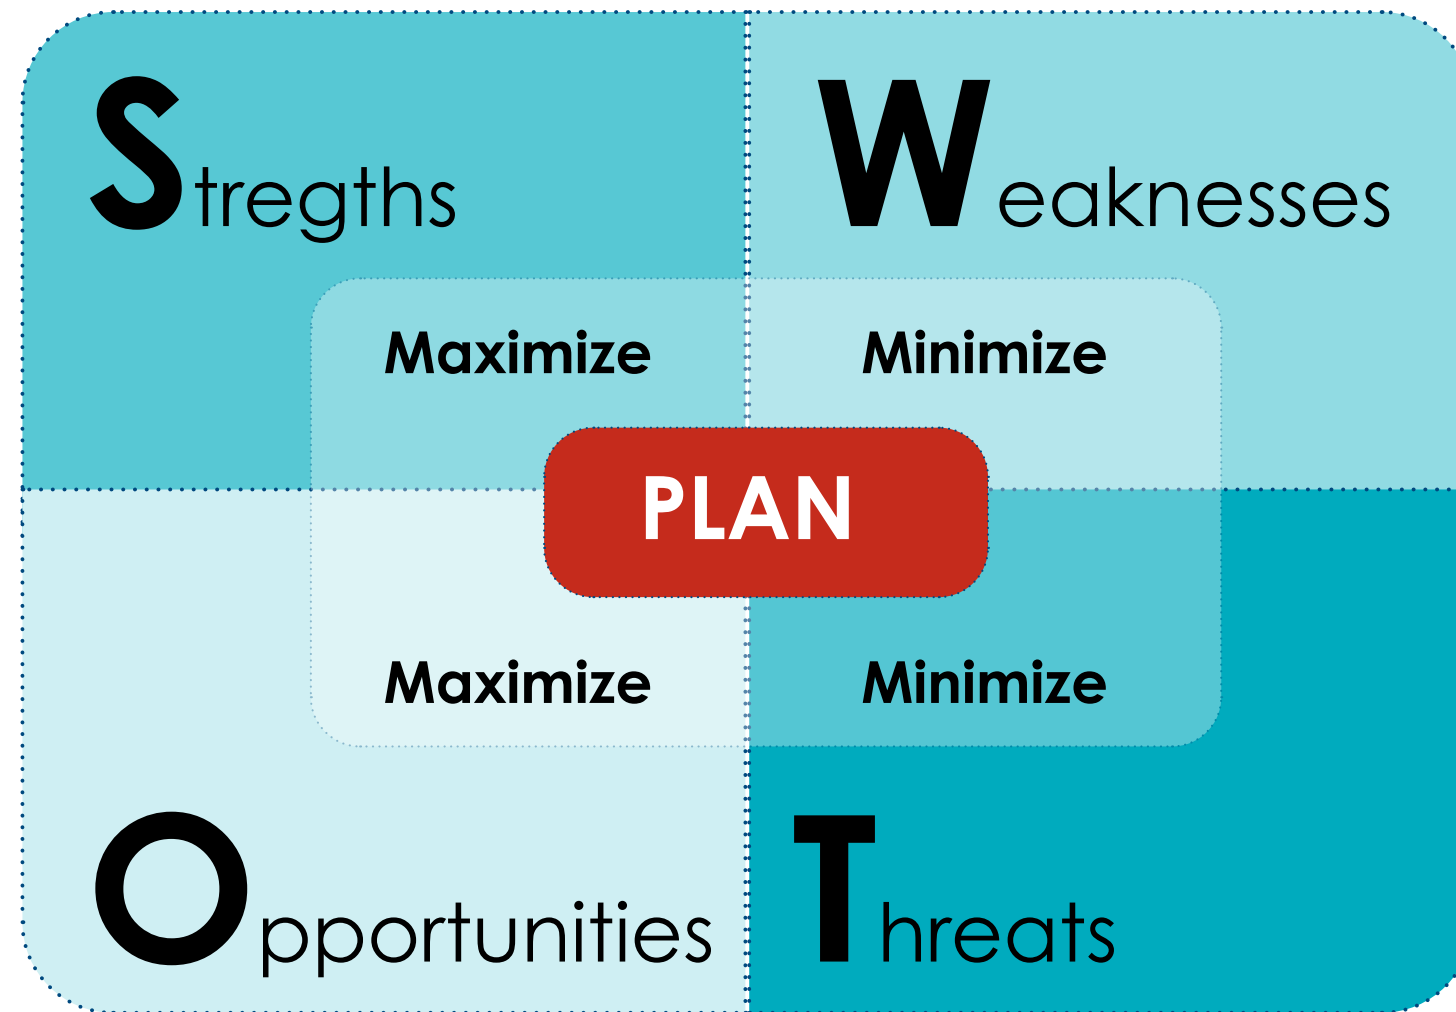 Stregths
Weaknesses
Maximize
Minimize
PLAN
Maximize
Minimize
Opportunities
Threats